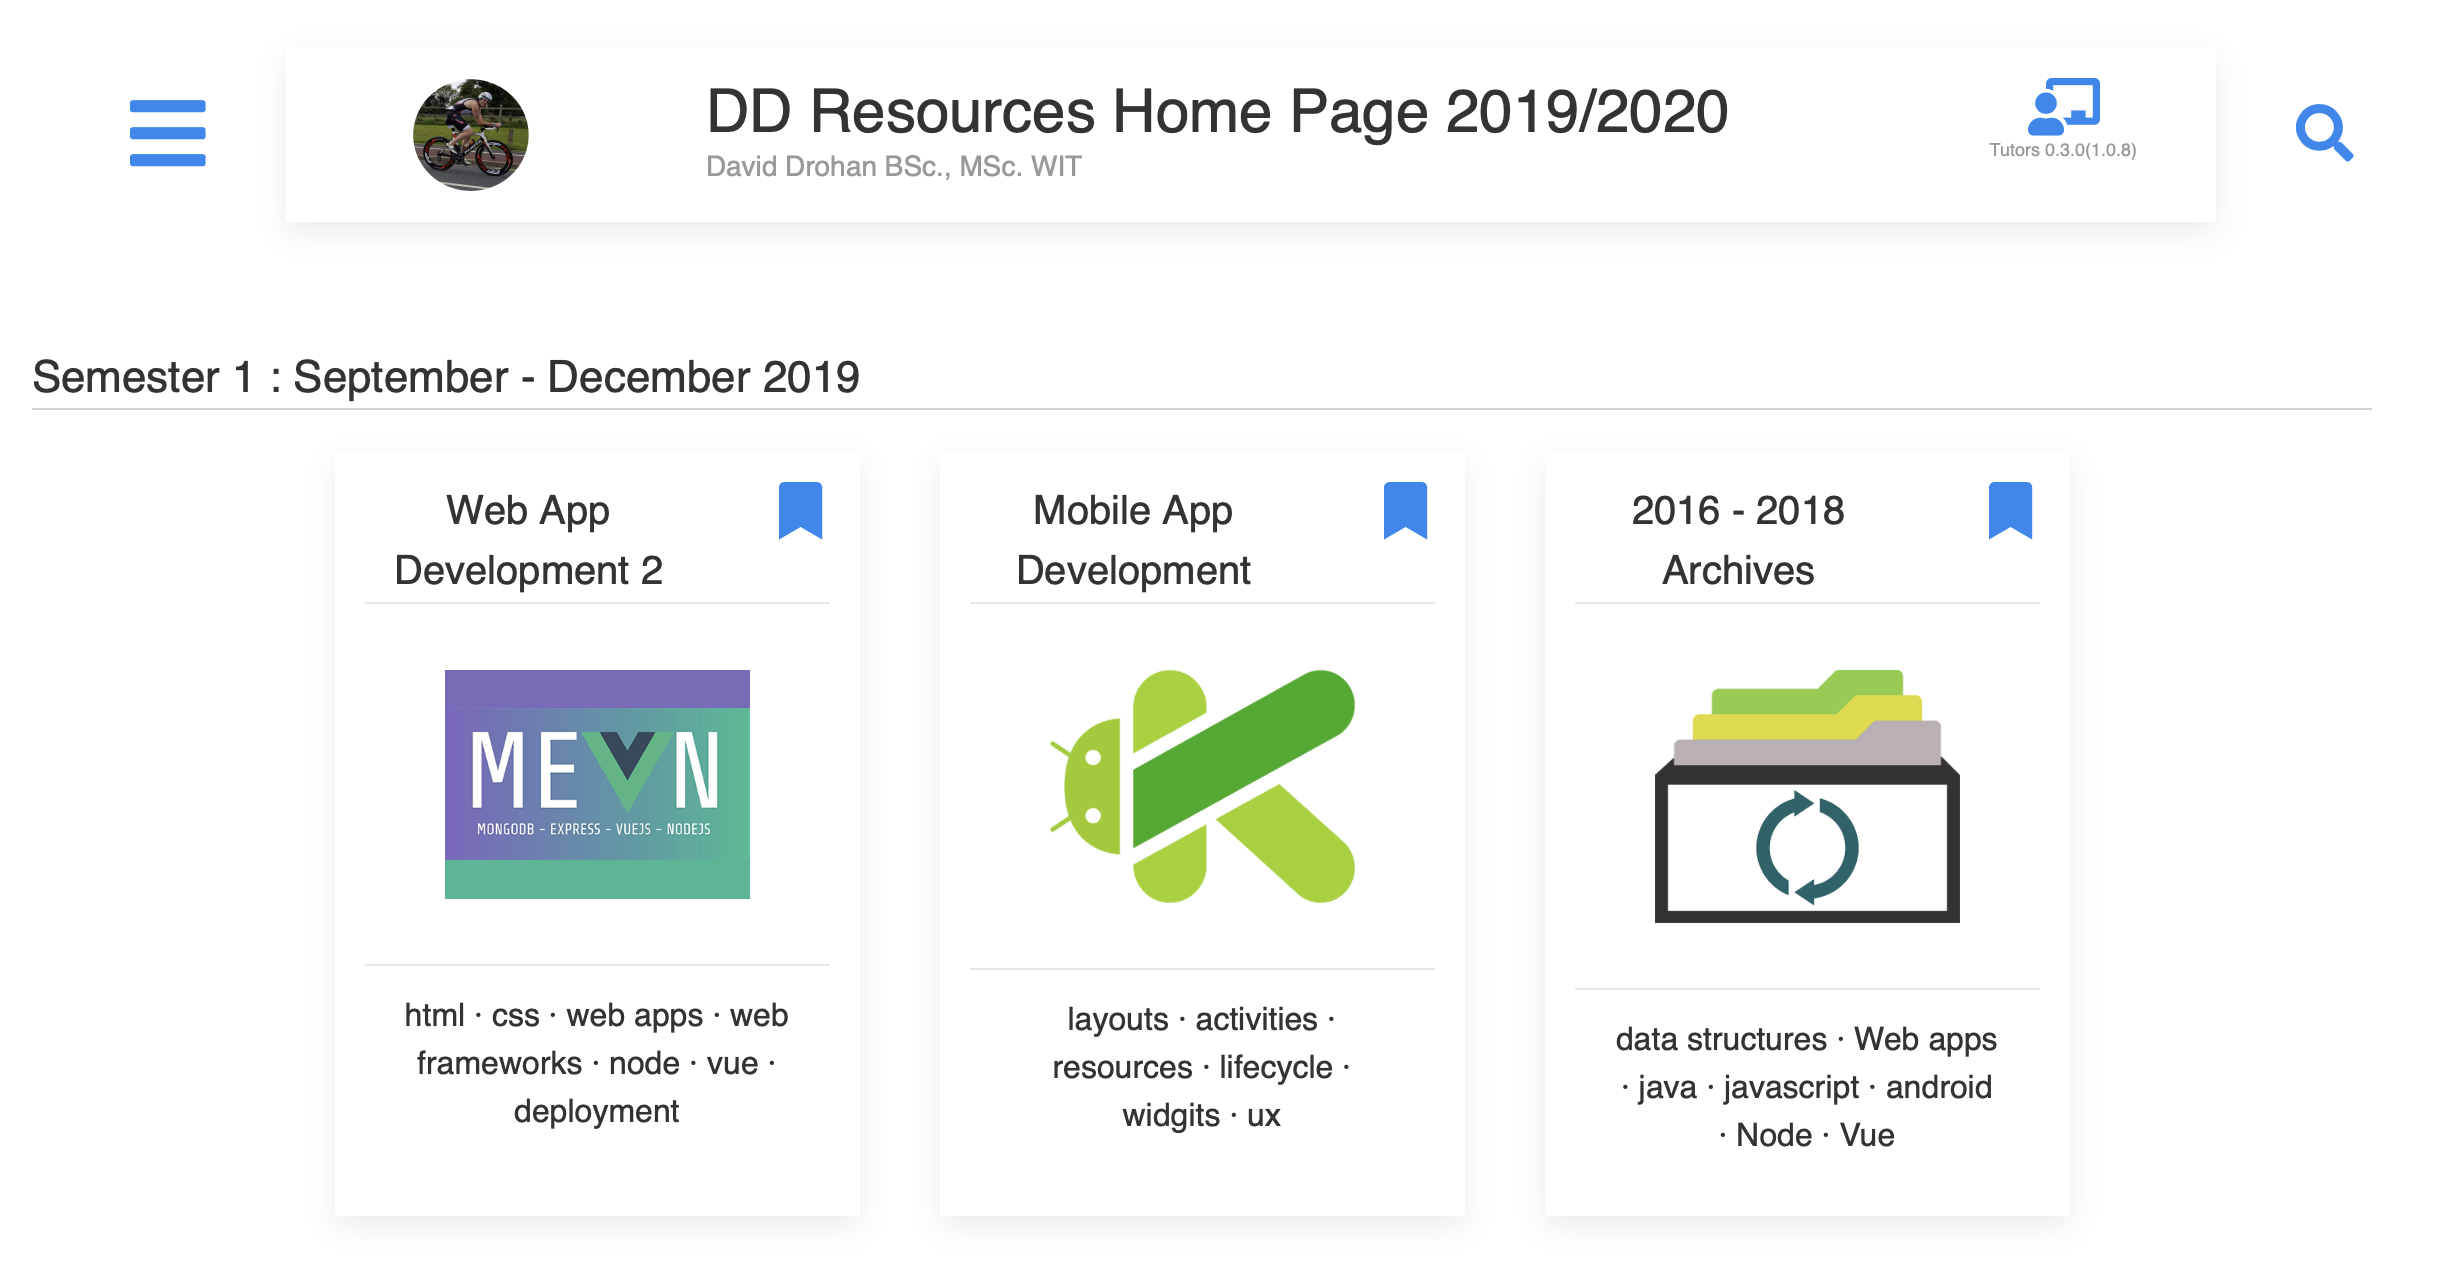 DD Resources Home Page 2019/2020
David Drohan BSc., MSc. WIT
Tutors 0.3.0(1.0.8)
Semester 1 : September - December 2019
Web App
Development 2
MEVN
MONGODB - EXPRESS - VUEJS - NODEJS
html · css · web apps · web
frameworks · node · vue ·
deployment
Mobile App
Development
layouts · activities ·
resources · lifecycle ·
widgits · ux
2016 - 2018
Archives
data structures · Web apps
· java · javascript · android
· Node · Vue